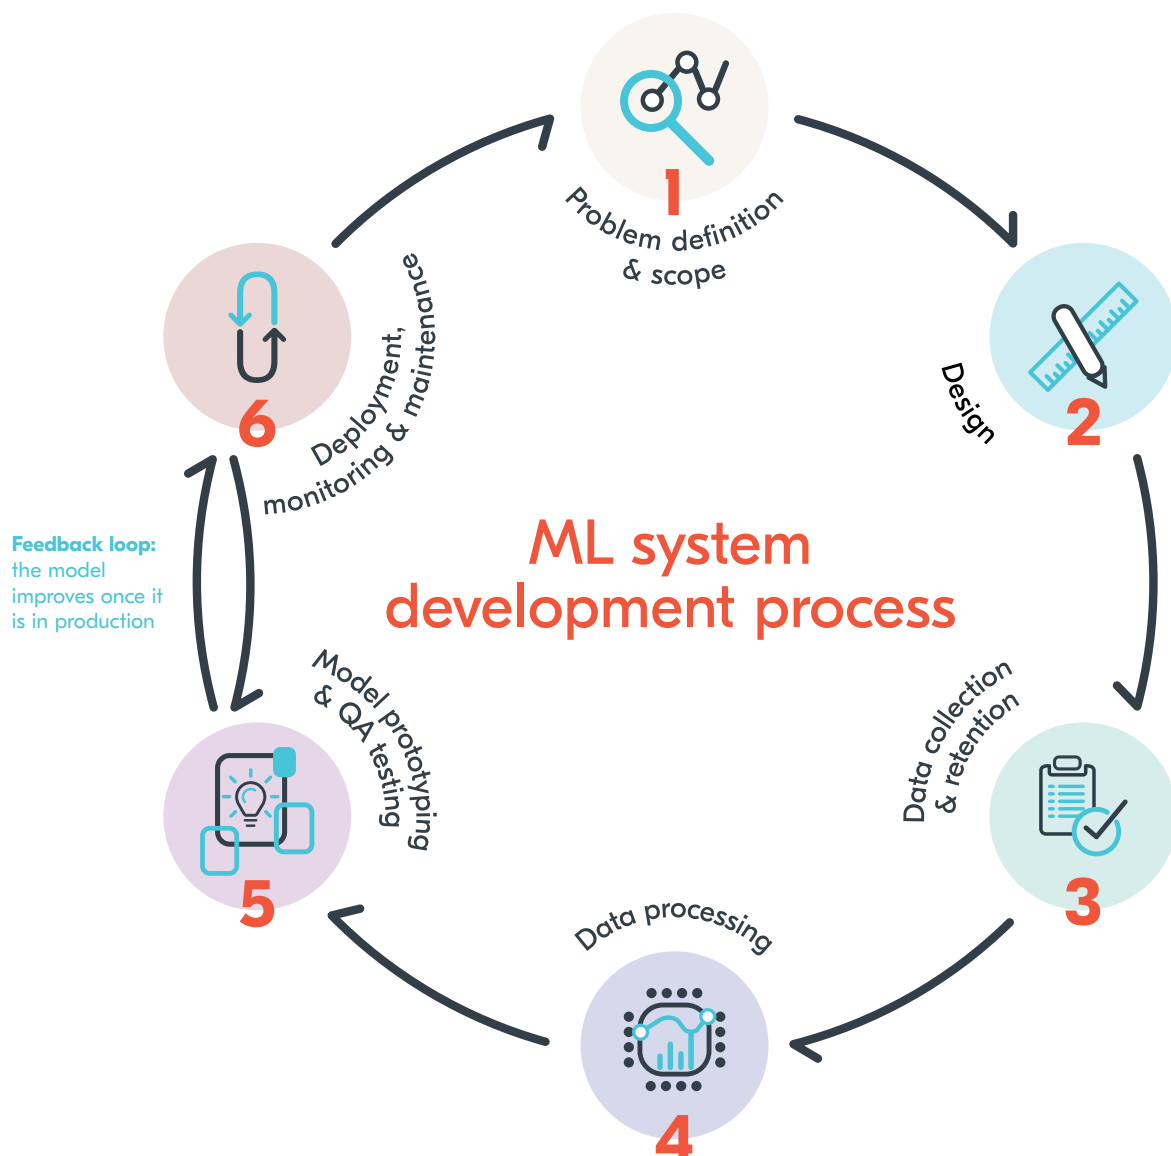 1
Problem definition
& scope
2
Design
3
Data collection
& retention
4
Data processing
5
Model prototyping
& QA testing
6
Deployment,
monitoring & maintenance
Feedback loop:
the model
improves once it
is in production
ML system
development process